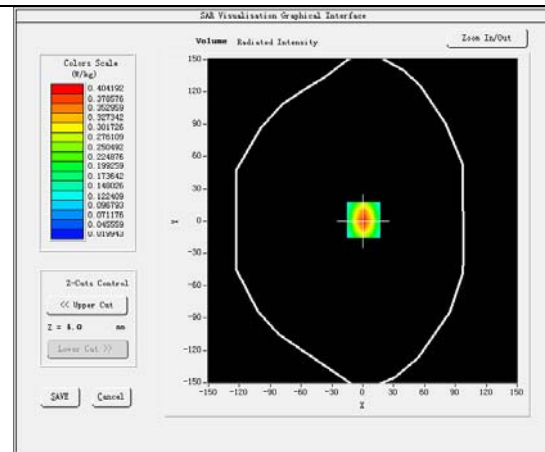 SAR Visualisation Graphical Interface
Volume Radiated Intensity
Zoom In/Out
Colors Scale
(W/kg)
0.404192
0.378576
0.352959
0.327342
0.301726
0.276109
0.250492
0.224876
0.199259
0.173642
0.148026
0.122409
0.096793
0.071176
0.045559
0.019943
150
120
90
60
30
0
-30
-60
-90
-120
-150
Y
-150 -120 -90 -60 -30 0 30 60 90 120 150
X
Z-Cuts Control
<< Upper Cut
Z = 4.0 mm
Lower Cut >>
SAVE Cancel